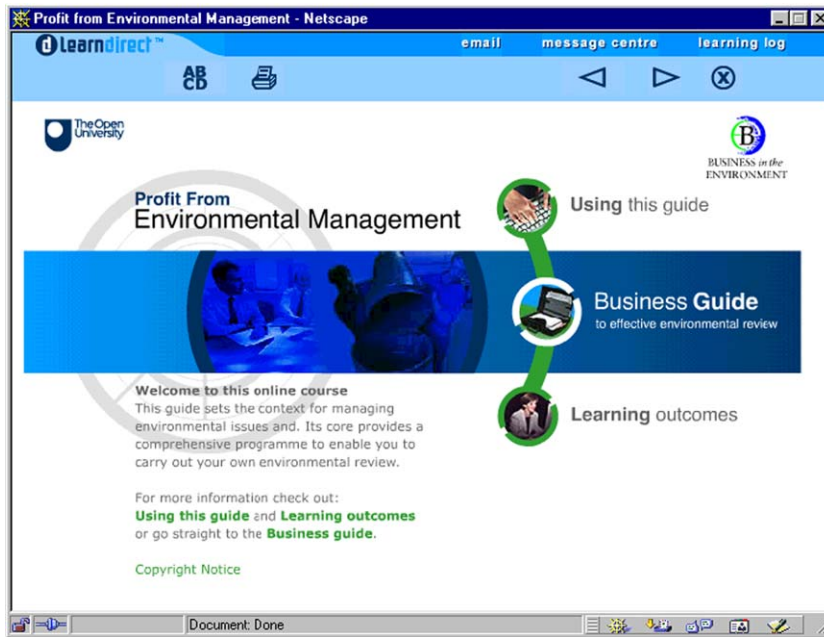 Profit from Environmental Management - Netscape
learndirect™
email message centre learning log
AB
CD
The Open
University
B
BUSINESS in the
ENVIRONMENT
Profit From
Environmental Management
Using this guide
Business Guide
to effective environmental review
Welcome to this online course
This guide sets the context for managing
environmental issues and. Its core provides a
comprehensive programme to enable you to
carry out your own environmental review.
Learning outcomes
For more information check out:
Using this guide and Learning outcomes
or go straight to the Business guide.
Copyright Notice
Document: Done